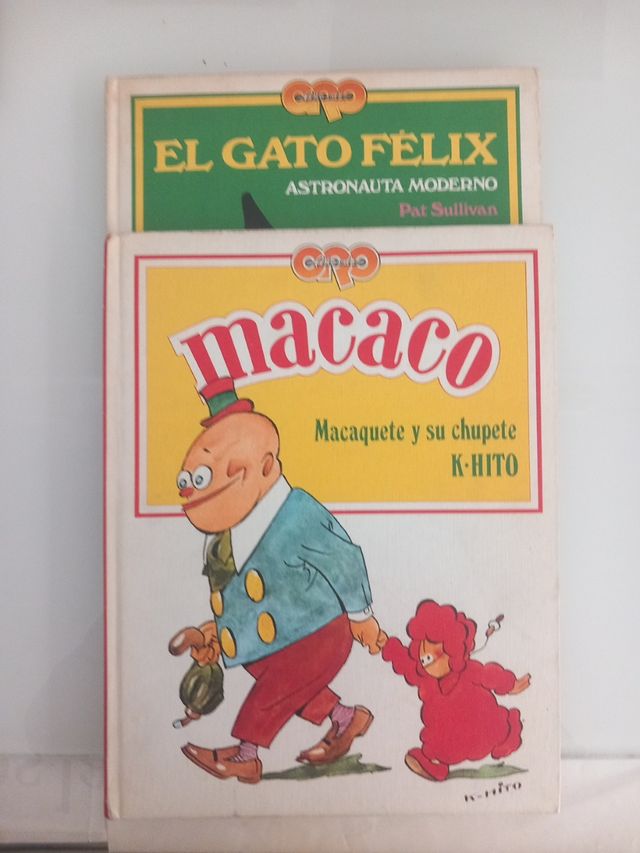 EL GATO FÉLIX
ASTRONAUTA MODERNO
Pat Sullivan
macaco
Macaquete y su chupete
K·HITO
K-HITO